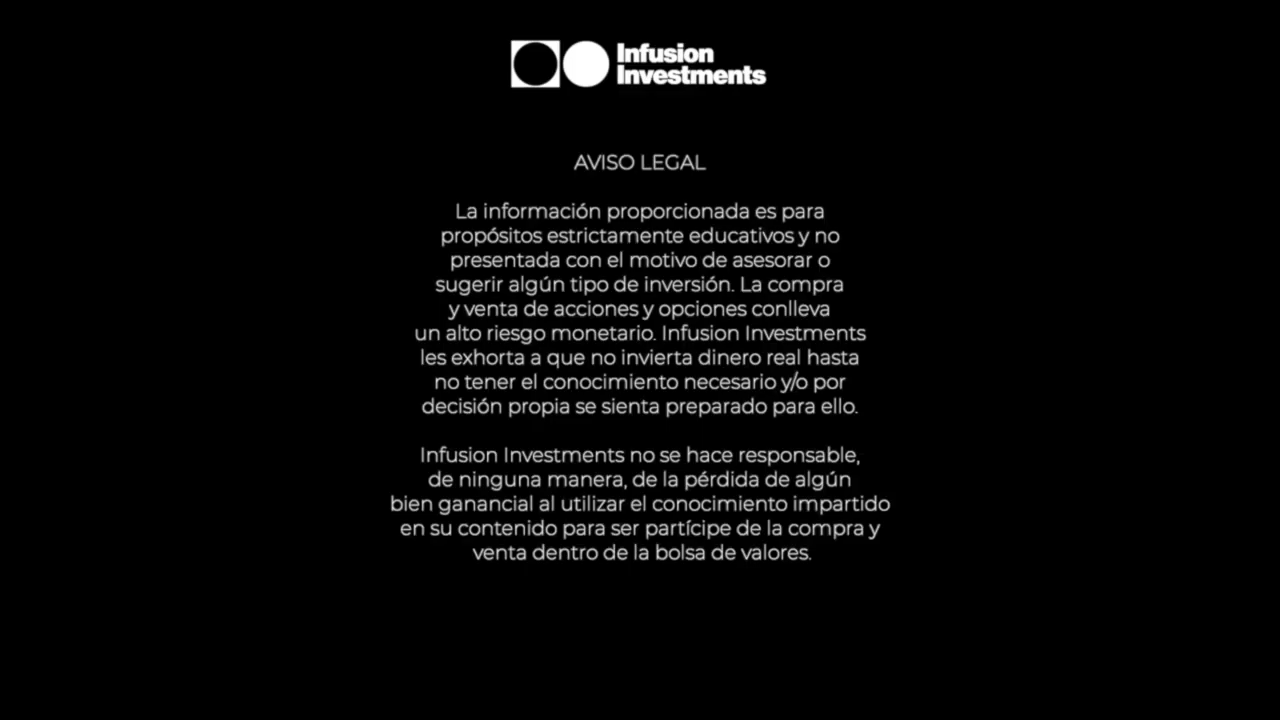 Infusion
Investments
AVISO LEGAL
La información proporcionada es para
propósitos estrictamente educativos y no
presentada con el motivo de asesorar o
sugerir algún tipo de inversión. La compra
y venta de acciones y opciones conlleva
un alto riesgo monetario. Infusion Investments
les exhorta a que no invierta dinero real hasta
no tener el conocimiento necesario y/o por
decisión propia se sienta preparado para ello.
Infusion Investments no se hace responsable,
de ninguna manera, de la pérdida de algún
bien ganancial al utilizar el conocimiento impartido
en su contenido para ser partícipe de la compra y
venta dentro de la bolsa de valores.